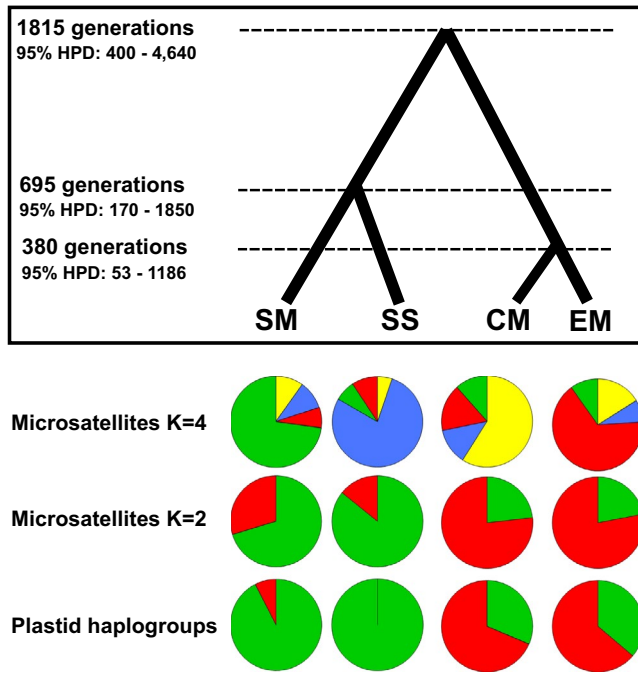 1815 generations
95% HPD: 400 - 4,640
695 generations
95% HPD: 170 - 1850
380 generations
95% HPD: 53 - 1186
SM SS CM EM
Microsatellites K=4
Microsatellites K=2
Plastid haplogroups